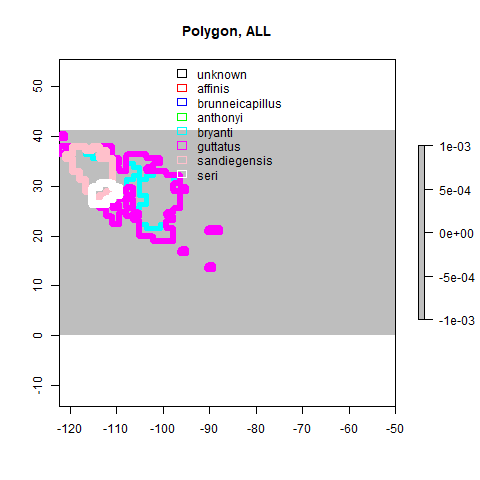 Polygon, ALL
unknown
affinis
brunneicapillus
anthonyi
bryanti
guttatus
sandiegensis
seri
50
40
30
20
10
0
-10
-120 -110 -100 -90 -80 -70 -60 -50
1e-03
5e-04
0e+00
-5e-04
-1e-03